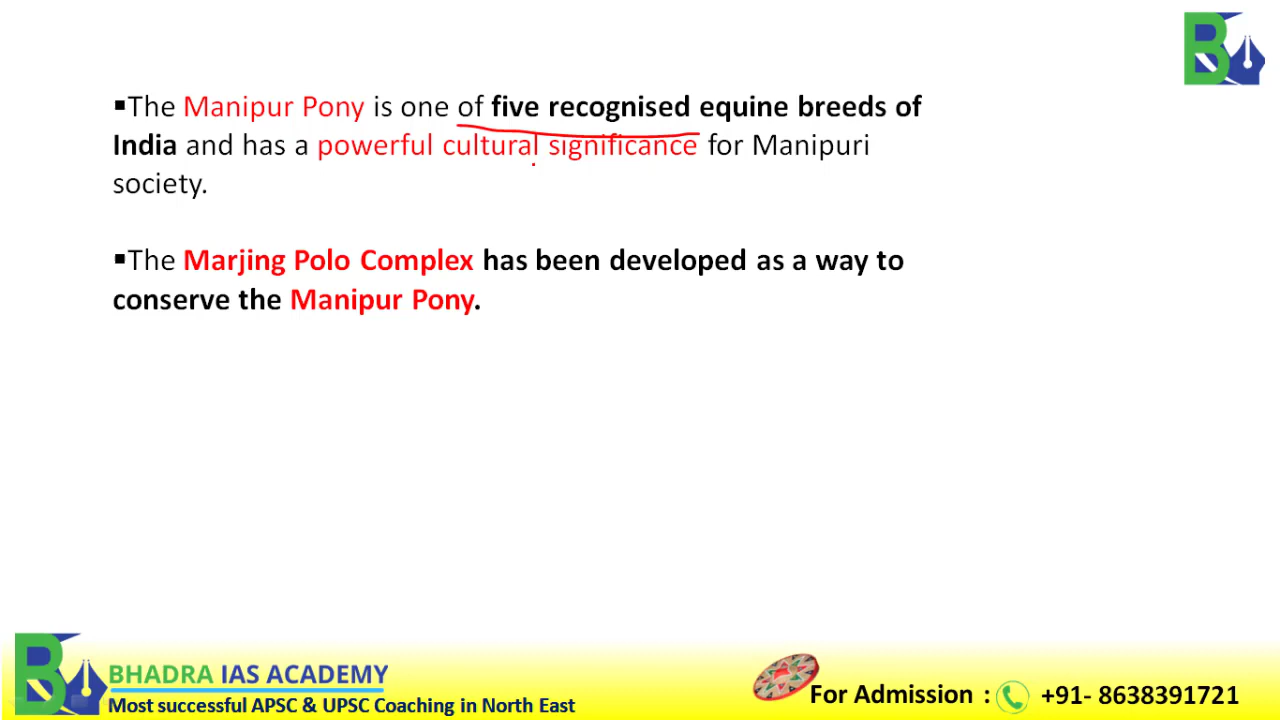 ▪The Manipur Pony is one of five recognised equine breeds of
India and has a powerful cultural significance for Manipuri
society.
▪The Marjing Polo Complex has been developed as a way to
conserve the Manipur Pony.
BHADRA IAS ACADEMY
Most successful APSC & UPSC Coaching in North East
For Admission : +91- 8638391721